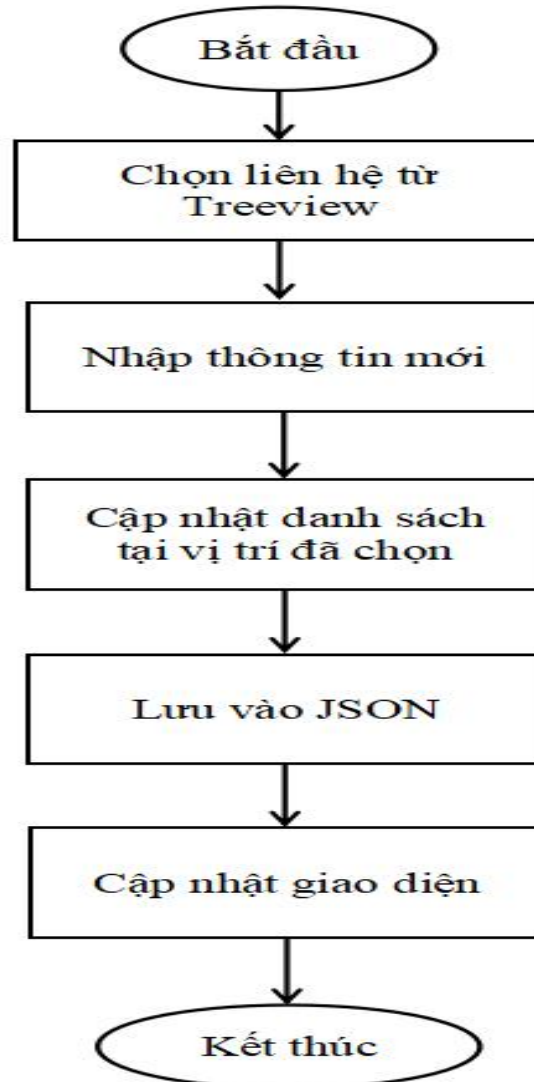 Bắt đầu
Chọn liên hệ từ
Treeview
Nhập thông tin mới
Cập nhật danh sách
tại vị trí đã chọn
Lưu vào JSON
Cập nhật giao diện
Kết thúc